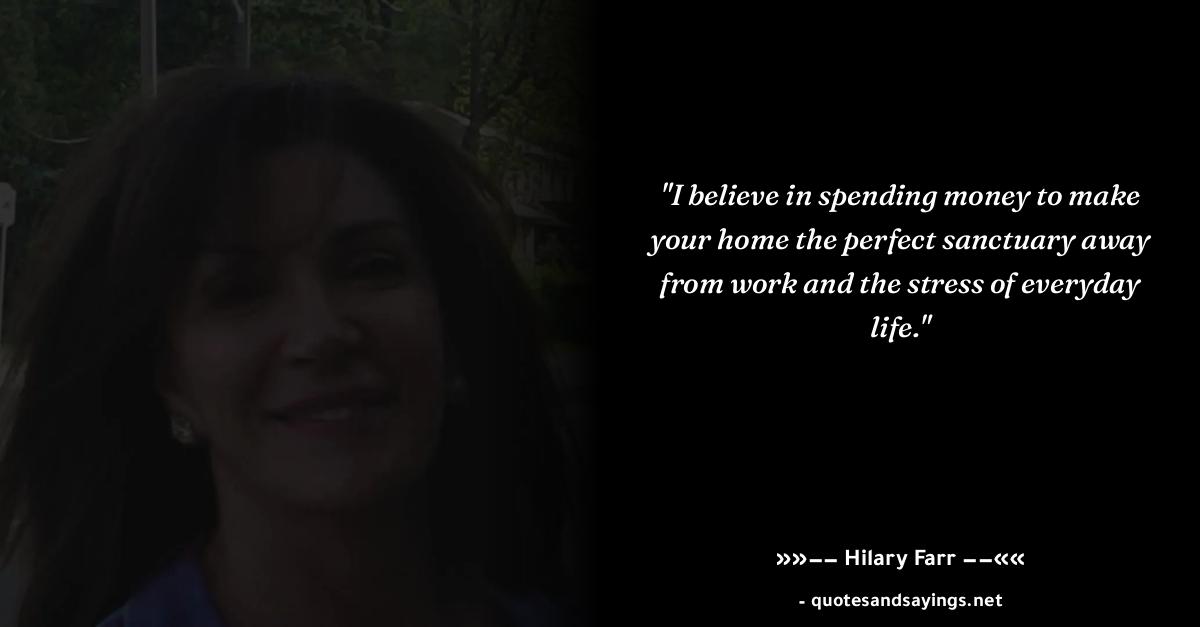 "I believe in spending money to make
your home the perfect sanctuary away
from work and the stress of everyday
life."
»»−− Hilary Farr −−««
- quotesandsayings.net